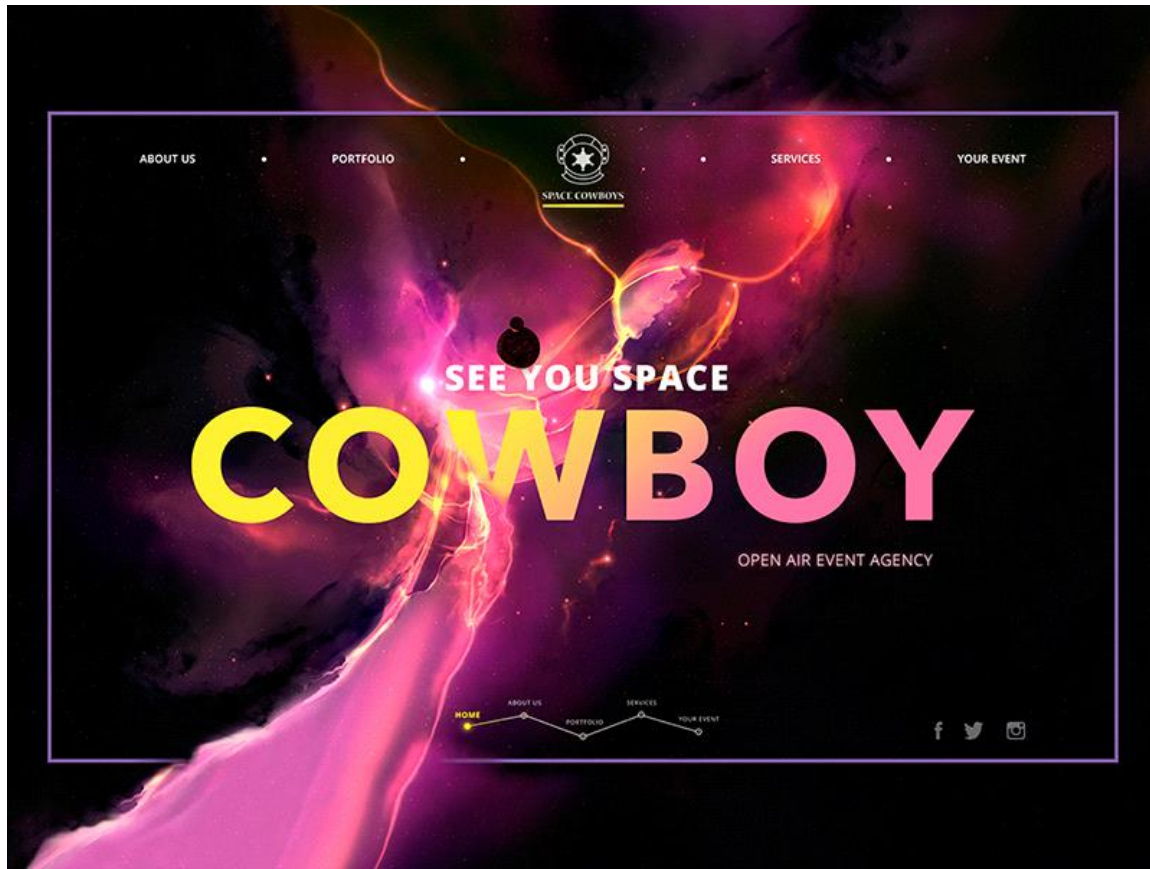 ABOUT US • PORTFOLIO • • SERVICES • YOUR EVENT
SPACE COWBOYS
SEE YOU SPACE
COWBOY
OPEN AIR EVENT AGENCY
HOME ABOUT US PORTFOLIO SERVICES YOUR EVENT